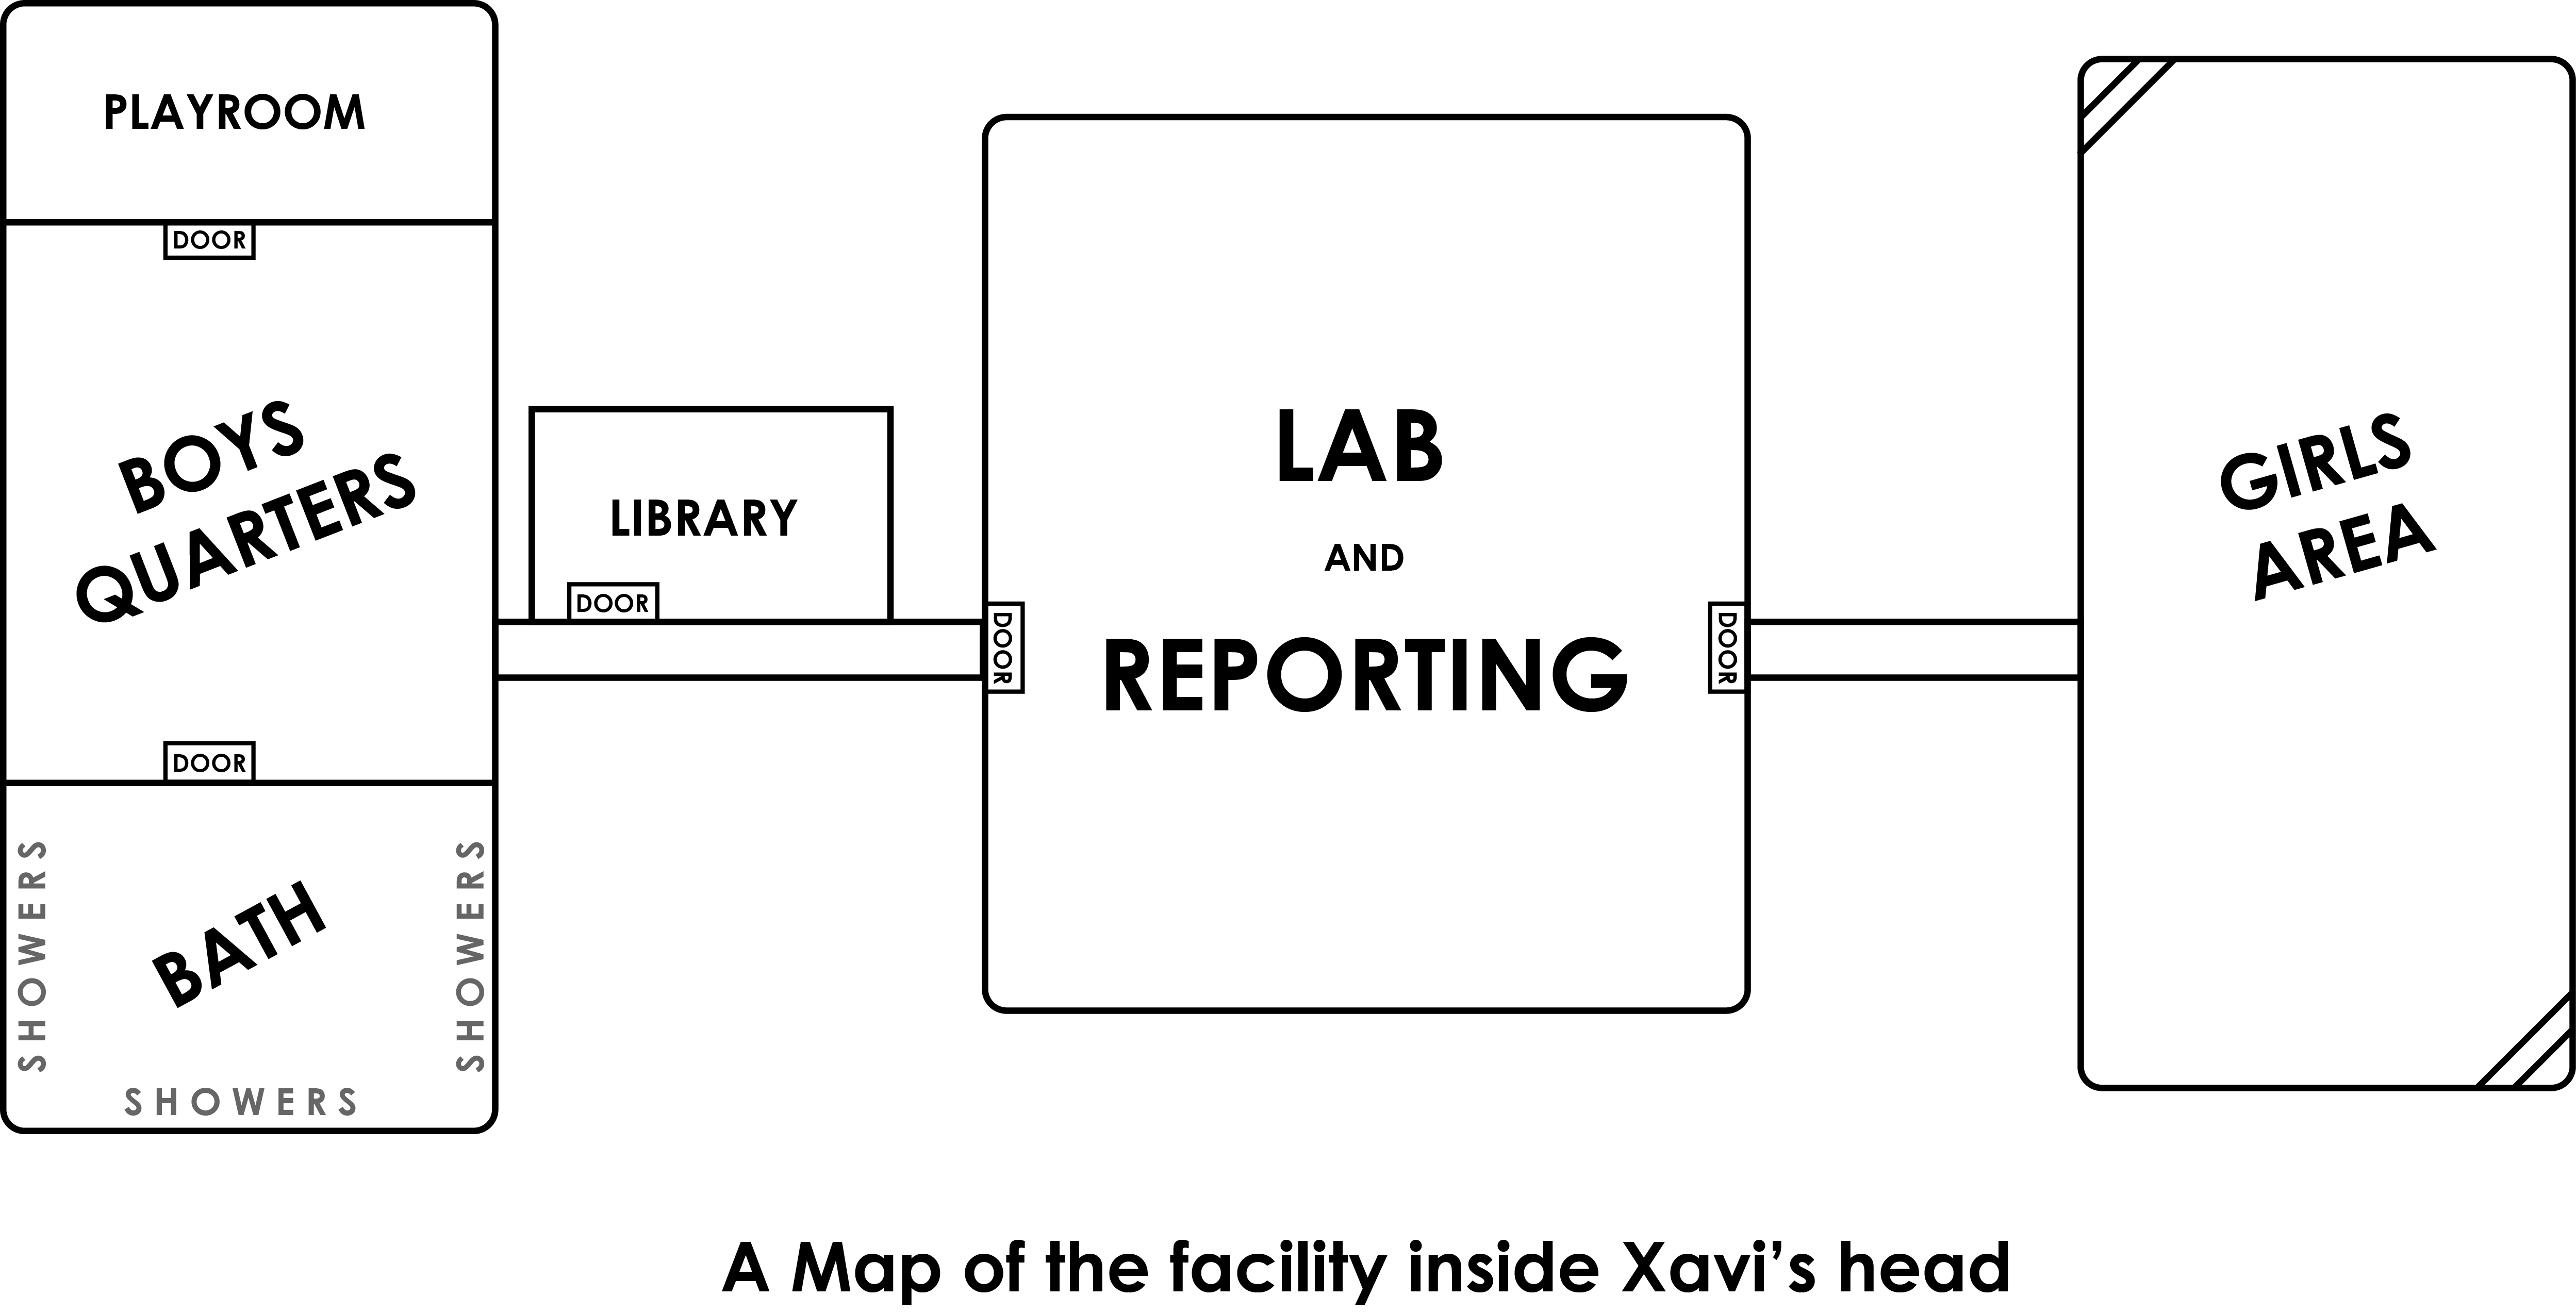 PLAYROOM
DOOR
BOYS
QUARTERS
DOOR
SHOWERS
BATH
SHOWERS
SHOWERS
LIBRARY
DOOR
DOOR
LAB
AND
REPORTING
DOOR
GIRLS
AREA
A Map of the facility inside Xavi’s head